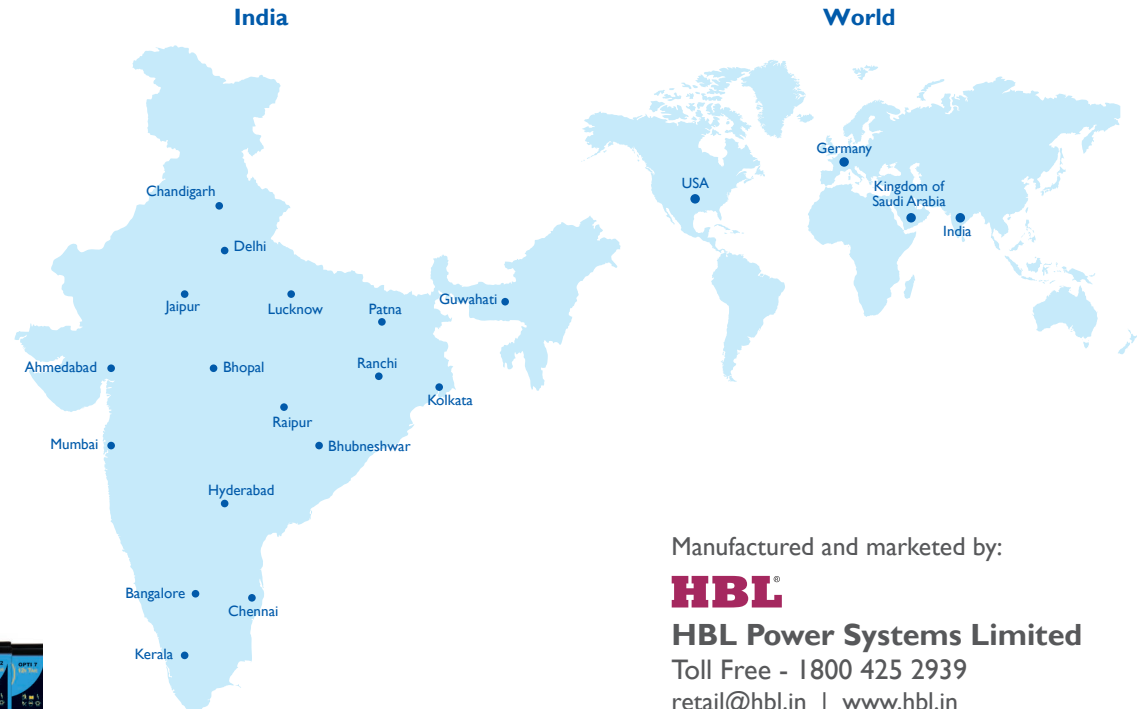 India
World
Chandigarh
Delhi
Jaipur
Lucknow
Patna
Guwahati
Ahmedabad
Bhopal
Ranchi
Kolkata
Raipur
Mumbai
Bhubneshwar
Hyderabad
Bangalore
Chennai
Kerala
Germany
USA
Kingdom of
Saudi Arabia
India
Manufactured and marketed by:
HBL®
HBL Power Systems Limited
Toll Free - 1800 425 2939
retail@hbl.in | www.hbl.in
OPTI 7